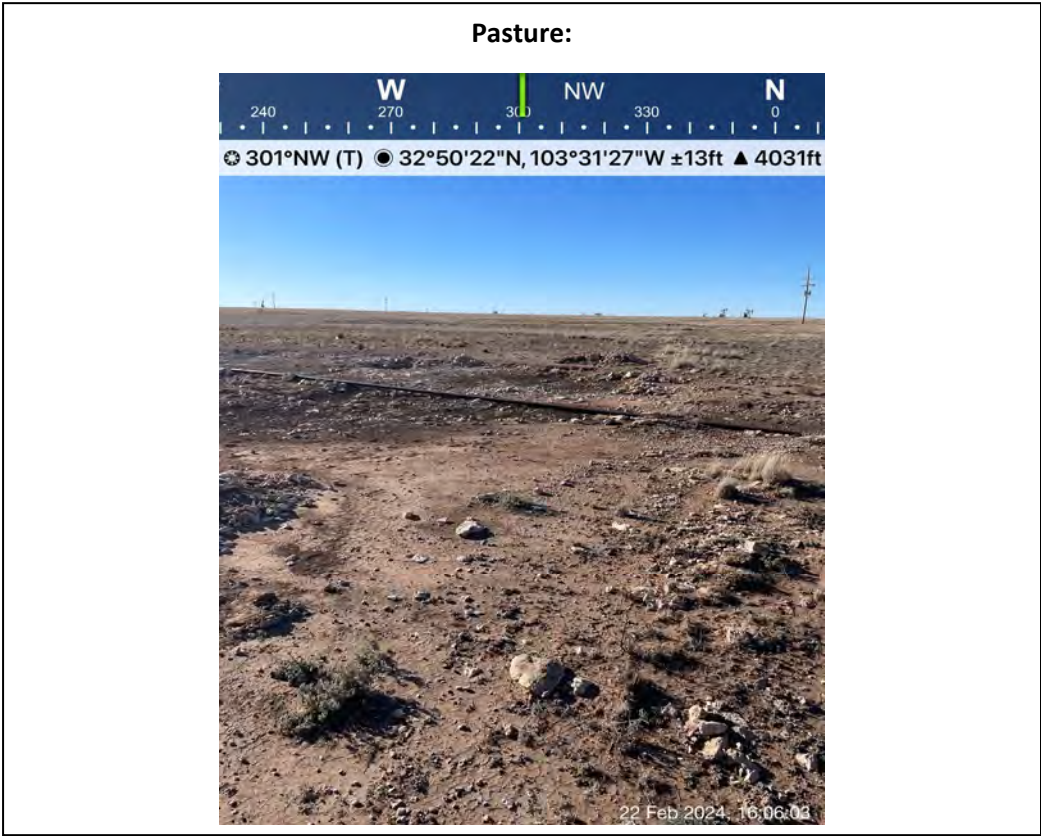 Pasture:
W NW N
240 270 300 330 0
301°NW (T) 32°50'22"N, 103°31'27"W ±13ft ▲ 4031ft
22 Feb 2024, 16:06:03